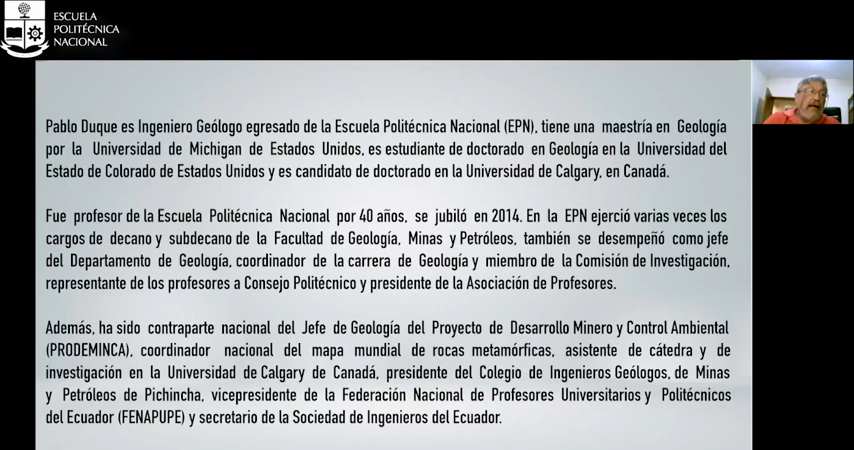 ESCUELA
POLITÉCNICA
NACIONAL
Pablo Duque es Ingeniero Geólogo egresado de la Escuela Politécnica Nacional (EPN), tiene una maestría en Geología
por la Universidad de Michigan de Estados Unidos, es estudiante de doctorado en Geología en la Universidad del
Estado de Colorado de Estados Unidos y es candidato de doctorado en la Universidad de Calgary, en Canadá.
Fue profesor de la Escuela Politécnica Nacional por 40 años, se jubiló en 2014. En la EPN ejerció varias veces los
cargos de decano y subdecano de la Facultad de Geología, Minas y Petróleos, también se desempeñó como jefe
del Departamento de Geología, coordinador de la carrera de Geología y miembro de la Comisión de Investigación,
representante de los profesores a Consejo Politécnico y presidente de la Asociación de Profesores.
Además, ha sido contraparte nacional del Jefe de Geología del Proyecto de Desarrollo Minero y Control Ambiental
(PRODEMINCA), coordinador nacional del mapa mundial de rocas metamórficas, asistente de cátedra y de
investigación en la Universidad de Calgary de Canadá, presidente del Colegio de Ingenieros Geólogos, de Minas
y Petróleos de Pichincha, vicepresidente de la Federación Nacional de Profesores Universitarios y Politécnicos
del Ecuador (FENAPUPE) y secretario de la Sociedad de Ingenieros del Ecuador.